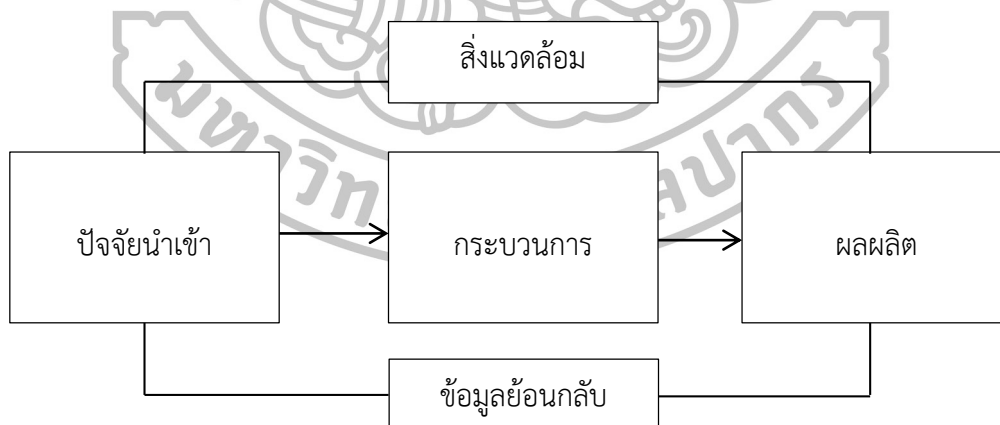 สิ่งแวดล้อม
ปัจจัยนำเข้า
กระบวนการ
ผลผลิต
ข้อมูลย้อนกลับ